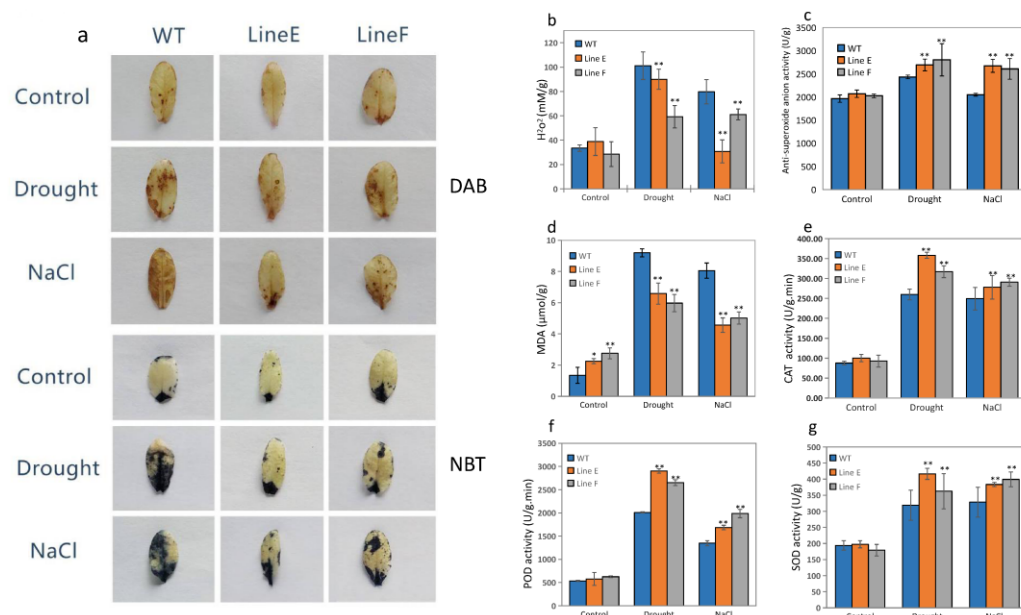 a
WT
LineE
LineF
Control
Drought
DAB
NaCl
Control
Drought
NBT
NaCl
b
H²O² (mM/g)
120
100
80
60
40
20
0
WT
Line E
Line F
**
**
**
**
Control
Drought
NaCl
c
Anti-superoxide anion activity (U/g)
3500
3000
2500
2000
1500
1000
500
0
WT
Line E
Line F
**
**
**
**
Control
Drought
NaCl
d
MDA (μmol/g)
10
8
6
4
2
0
WT
Line E
Line F
*
**
**
**
**
**
Control
Drought
NaCl
e
CAT activity (U/g.min)
400.00
350.00
300.00
250.00
200.00
150.00
100.00
50.00
0.00
WT
Line E
Line F
**
**
**
**
Control
Drought
NaCl
f
POD activity (U/g.min)
3500
3000
2500
2000
1500
1000
500
0
WT
Line E
Line F
**
**
**
**
Control
Drought
NaCl
g
SOD activity (U/g)
500
450
400
350
300
250
200
150
100
50
0
WT
Line E
Line F
**
**
**
**
Control
Drought
NaCl